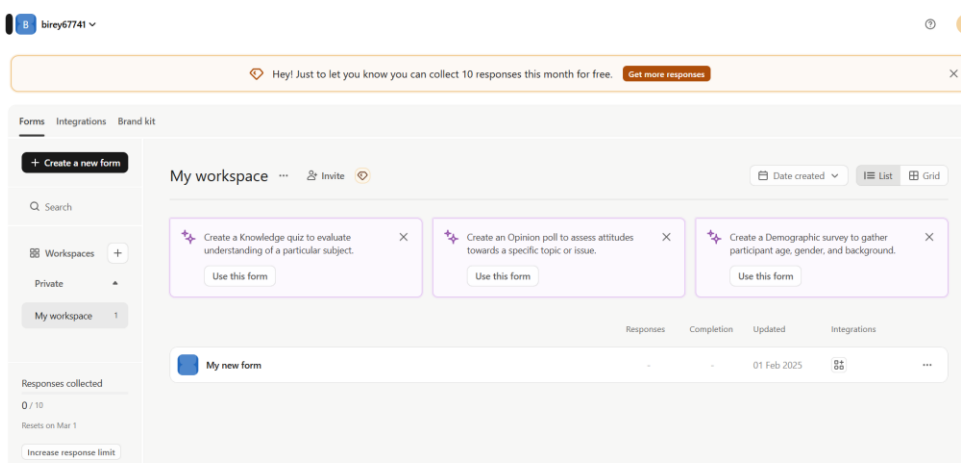 B birey67741
Hey! Just to let you know you can collect 10 responses this month for free. Get more responses
Forms Integrations Brand kit
+ Create a new form
My workspace ... Invite
Date created List Grid
Search
Create a Knowledge quiz to evaluate
understanding of a particular subject.
Use this form
Create an Opinion poll to assess attitudes
towards a specific topic or issue.
Use this form
Create a Demographic survey to gather
participant age, gender, and background.
Use this form
Workspaces +
Private
My workspace 1
Responses Completion Updated Integrations
My new form - - 01 Feb 2025 ...
Responses collected
0 / 10
Resets on Mar 1
Increase response limit